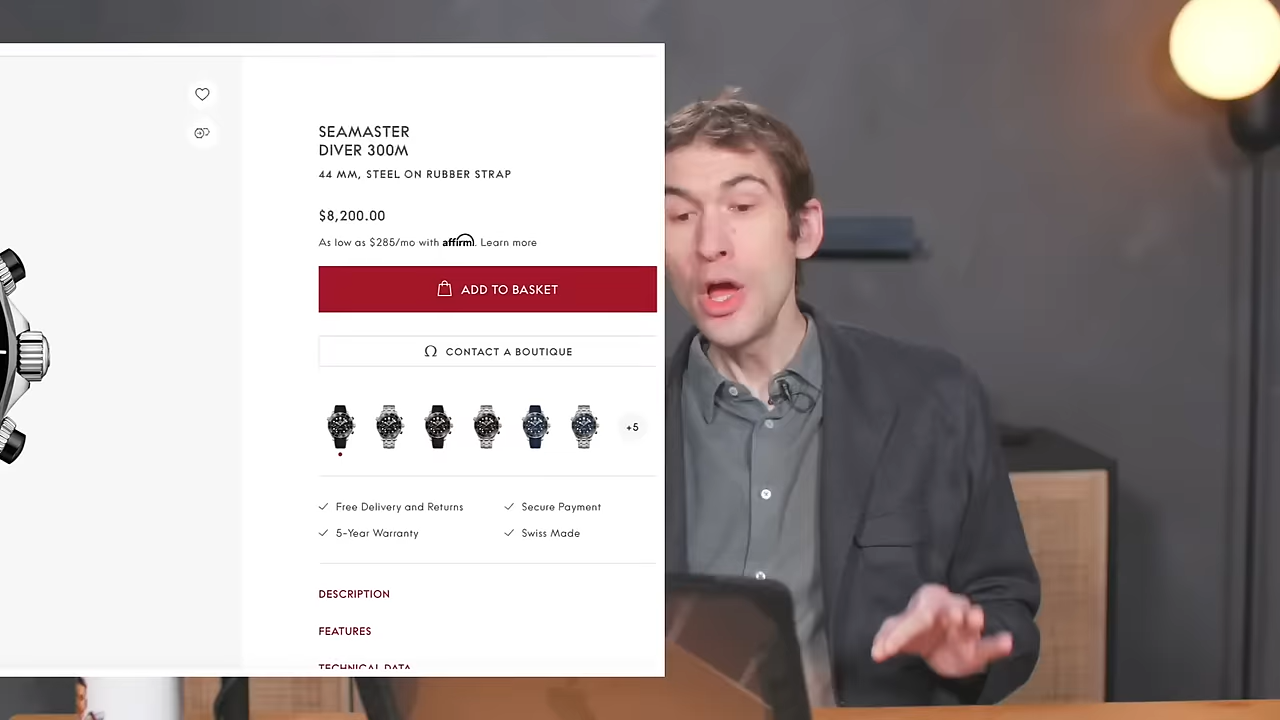 SEAMASTER
DIVER 300M
44 MM, STEEL ON RUBBER STRAP
$8,200.00
As low as $285/mo with affirm. Learn more
ADD TO BASKET
CONTACT A BOUTIQUE
+5
Free Delivery and Returns
Secure Payment
5-Year Warranty
Swiss Made
DESCRIPTION
FEATURES
TECHNICAL DATA